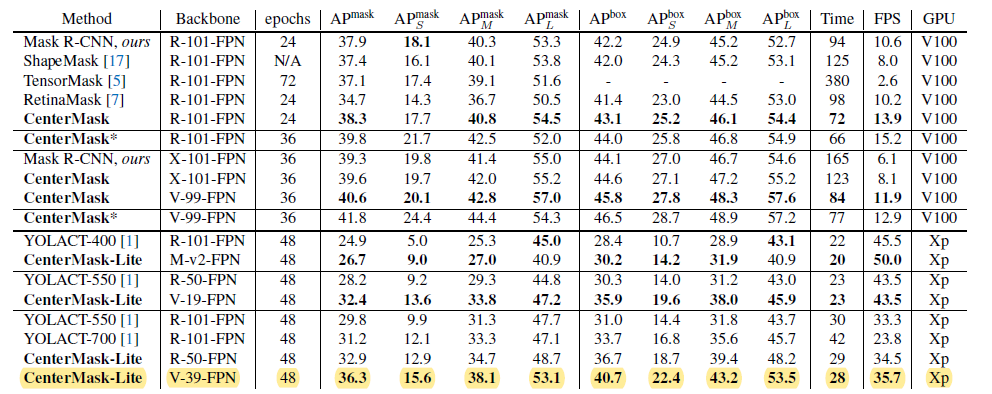 Method Backbone epochs AP^mask AP_S^mask AP_M^mask AP_L^mask AP^box AP_S^box AP_M^box AP_L^box Time FPS GPU
Mask R-CNN, ours R-101-FPN 24 37.9 18.1 40.3 53.3 42.2 24.9 45.2 52.7 94 10.6 V100
ShapeMask [17] R-101-FPN N/A 37.4 16.1 40.1 53.8 42.0 24.3 45.2 53.1 125 8.0 V100
TensorMask [5] R-101-FPN 72 37.1 17.4 39.1 51.6 - - - - 380 2.6 V100
RetinaMask [7] R-101-FPN 24 34.7 14.3 36.7 50.5 41.4 23.0 44.5 53.0 98 10.2 V100
CenterMask R-101-FPN 24 38.3 17.7 40.8 54.5 43.1 25.2 46.1 54.4 72 13.9 V100
CenterMask* R-101-FPN 36 39.8 21.7 42.5 52.0 44.0 25.8 46.8 54.9 66 15.2 V100
Mask R-CNN, ours X-101-FPN 36 39.3 19.8 41.4 55.0 44.1 27.0 46.7 54.6 165 6.1 V100
CenterMask X-101-FPN 36 39.6 19.7 42.0 55.2 44.6 27.1 47.2 55.2 123 8.1 V100
CenterMask V-99-FPN 36 40.6 20.1 42.8 57.0 45.8 27.8 48.3 57.6 84 11.9 V100
CenterMask* V-99-FPN 36 41.8 24.4 44.4 54.3 46.5 28.7 48.9 57.2 77 12.9 V100
YOLACT-400 [1] R-101-FPN 48 24.9 5.0 25.3 45.0 28.4 10.7 28.9 43.1 22 45.5 Xp
CenterMask-Lite M-v2-FPN 48 26.7 9.0 27.0 40.9 30.2 14.2 31.9 40.9 20 50.0 Xp
YOLACT-550 [1] R-50-FPN 48 28.2 9.2 29.3 44.8 30.3 14.0 31.2 43.0 23 43.5 Xp
CenterMask-Lite V-19-FPN 48 32.4 13.6 33.8 47.2 35.9 19.6 38.0 45.9 23 43.5 Xp
YOLACT-550 [1] R-101-FPN 48 29.8 9.9 31.3 47.7 31.0 14.4 31.8 43.7 30 33.3 Xp
YOLACT-700 [1] R-101-FPN 48 31.2 12.1 33.3 47.1 33.7 16.8 35.6 45.7 42 23.8 Xp
CenterMask-Lite R-50-FPN 48 32.9 12.9 34.7 48.7 36.7 18.7 39.4 48.2 29 34.5 Xp
CenterMask-Lite V-39-FPN 48 36.3 15.6 38.1 53.1 40.7 22.4 43.2 53.5 28 35.7 Xp